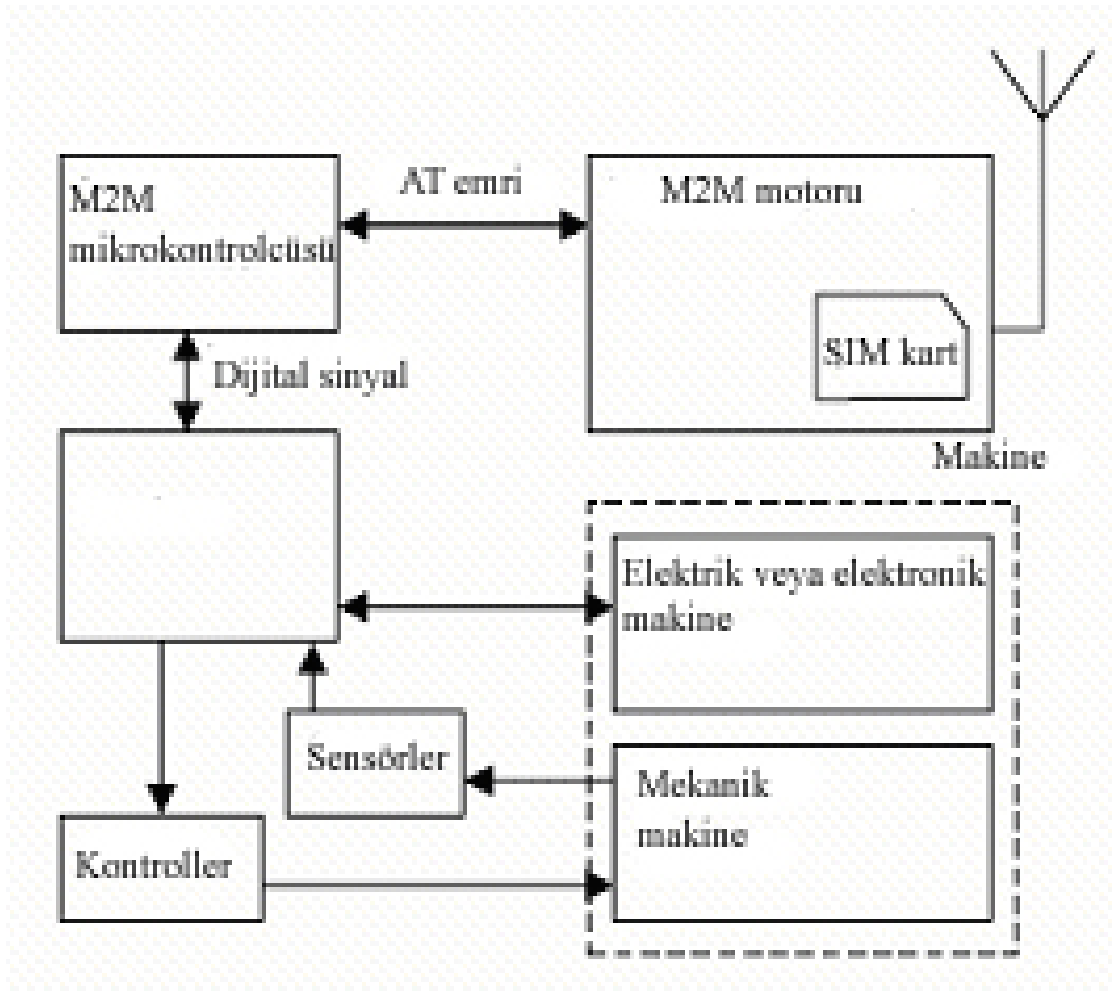 M2M
mikrokontrolcüsü
AT emri
M2M motoru
SIM kart
Dijital sinyal
Makine
Elektrik veya elektronik
makine
Sensörler
Mekanik
makine
Kontroller